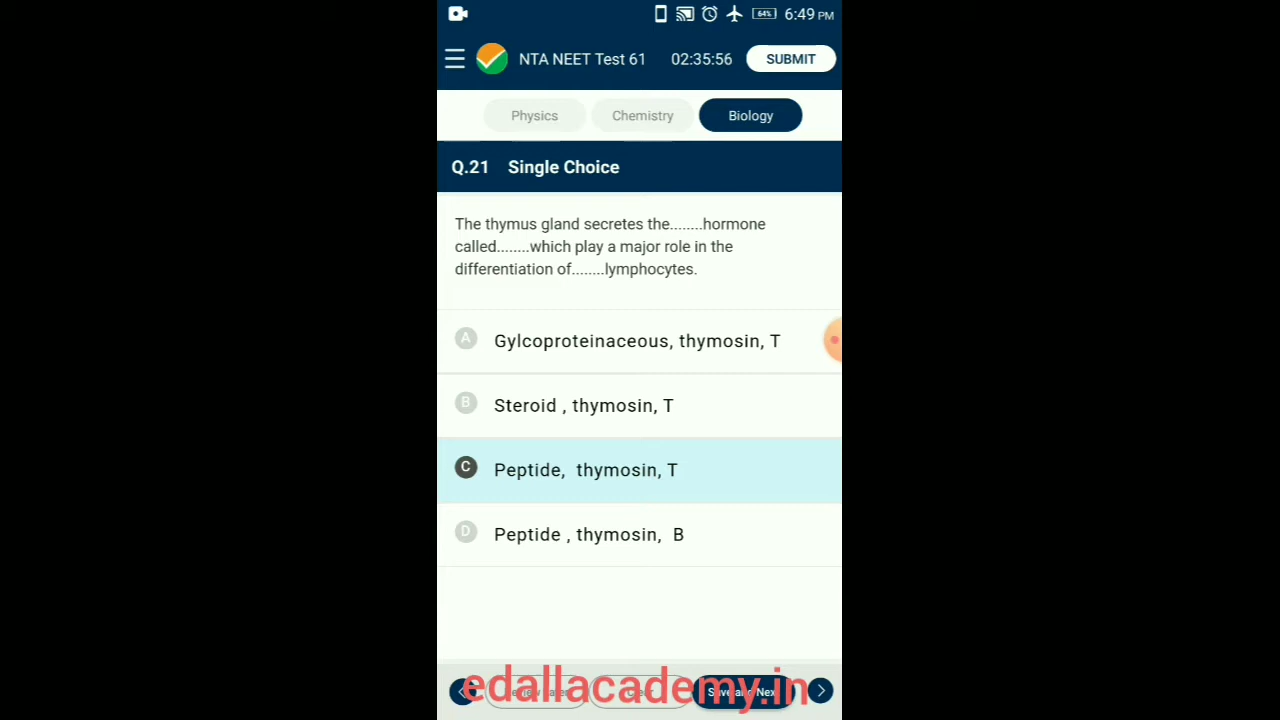 64% 6:49 PM
NTA NEET Test 61 02:35:56 SUBMIT
Physics Chemistry Biology
Q.21 Single Choice
The thymus gland secretes the........hormone
called........which play a major role in the
differentiation of........lymphocytes.
A Gylcoproteinaceous, thymosin, T
B Steroid , thymosin, T
C Peptide, thymosin, T
D Peptide , thymosin, B
edallacademy.in